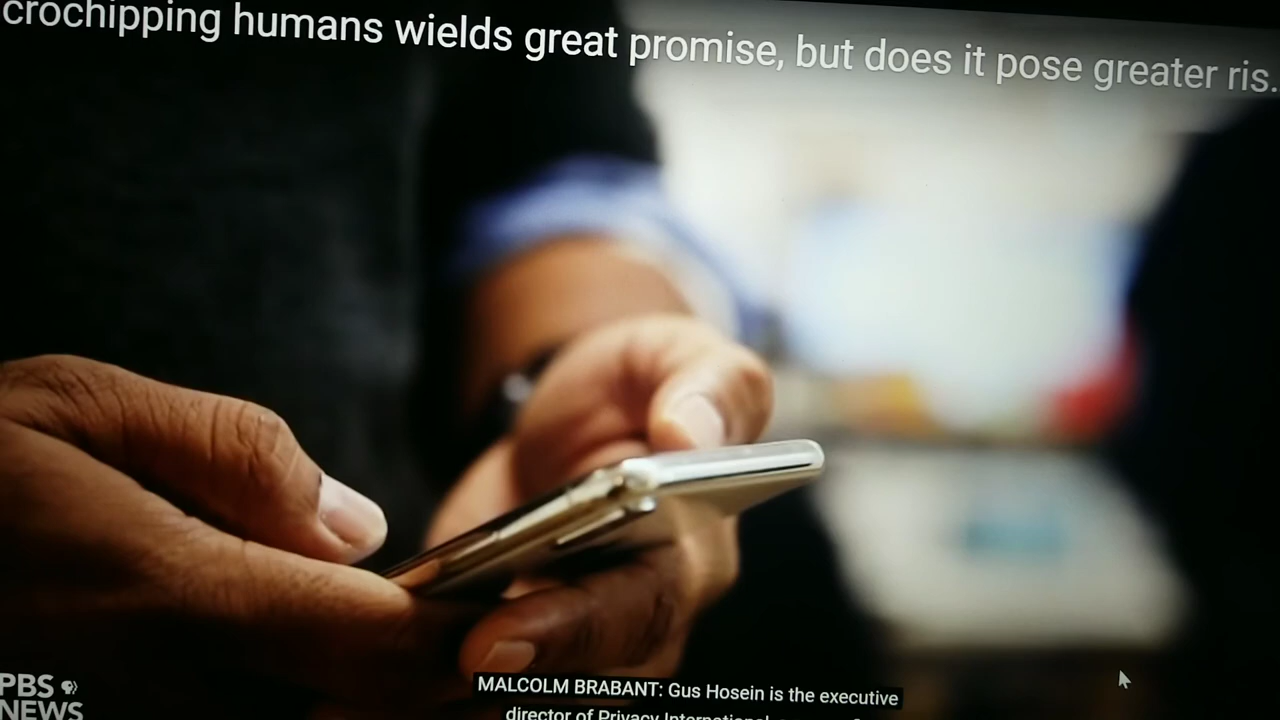 crochipping humans wields great promise, but does it pose greater ris.
PBS
NEWS
MALCOLM BRABANT: Gus Hosein is the executive
director of Privacy International,